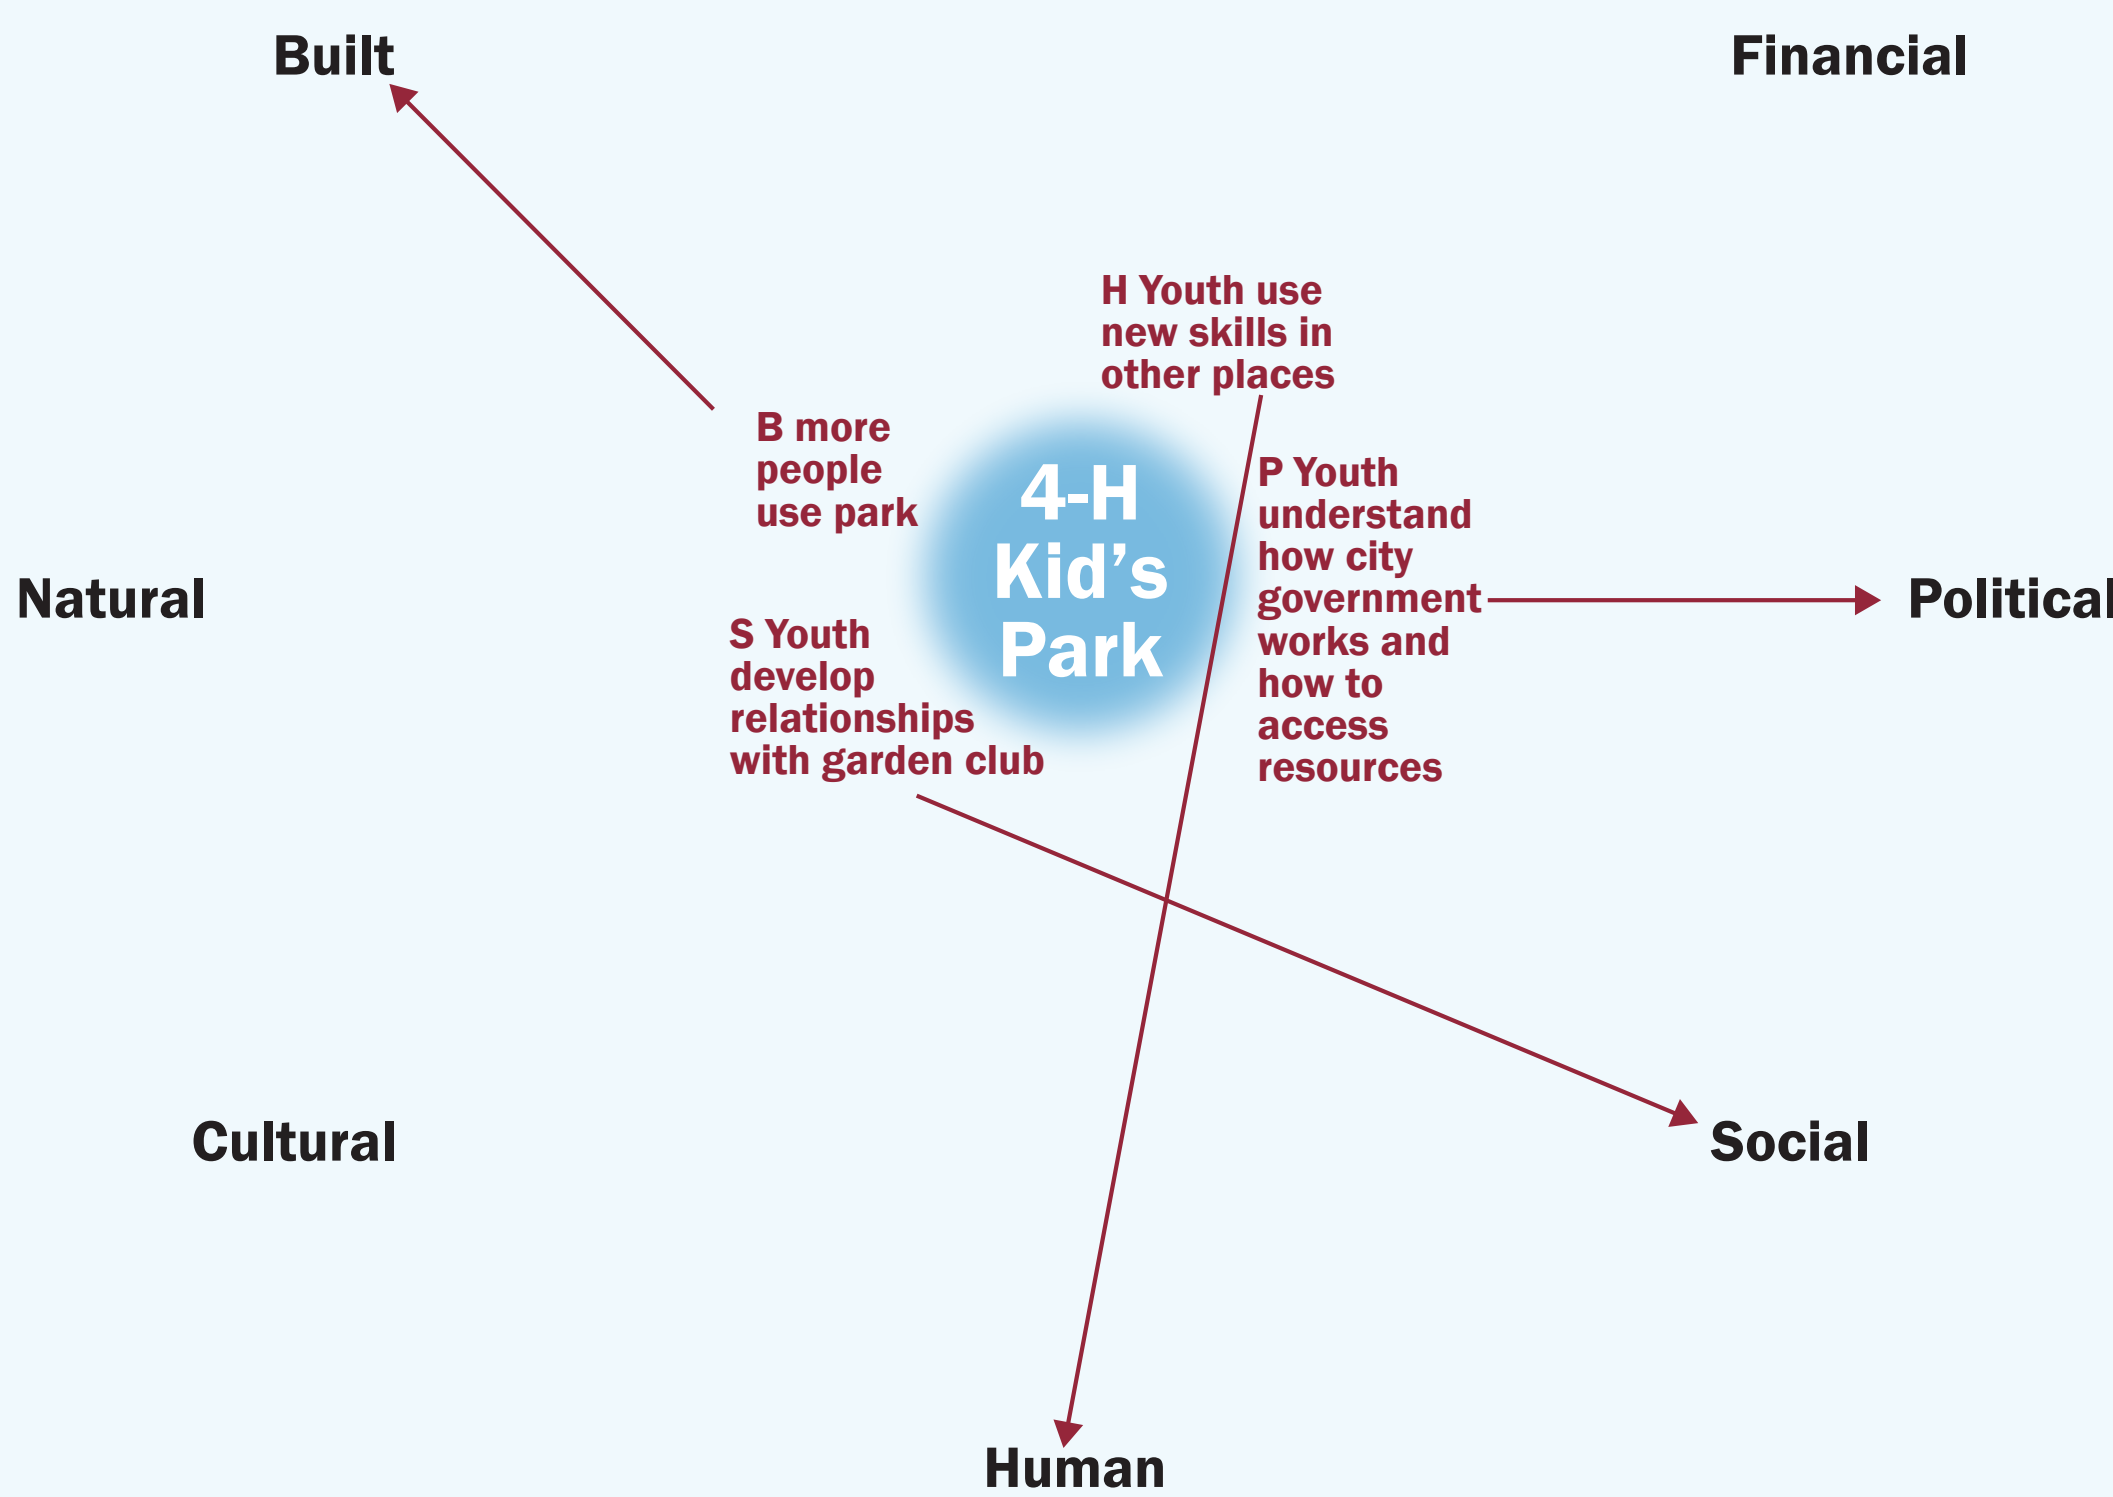 Built
Financial
H Youth use
new skills in
other places
B more
people
use park
4-H
Kid’s
Park
P Youth
understand
how city
government
works and
how to
access
resources
Natural
Political
S Youth
develop
relationships
with garden club
Cultural
Social
Human